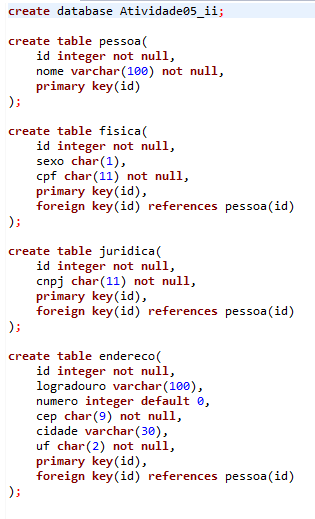 create database Atividade05_ii;
create table pessoa(
id integer not null,
nome varchar(100) not null,
primary key(id)
);
create table fisica(
id integer not null,
sexo char(1),
cpf char(11) not null,
primary key(id),
foreign key(id) references pessoa(id)
);
create table juridica(
id integer not null,
cnpj char(11) not null,
primary key(id),
foreign key(id) references pessoa(id)
);
create table endereco(
id integer not null,
logradouro varchar(100),
numero integer default 0,
cep char(9) not null,
cidade varchar(30),
uf char(2) not null,
primary key(id),
foreign key(id) references pessoa(id)
);